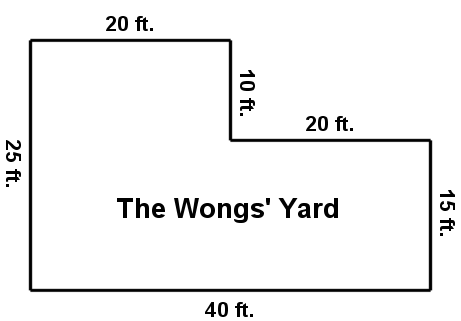 20 ft.
10 ft.
20 ft.
25 ft.
The Wongs' Yard
15 ft.
40 ft.